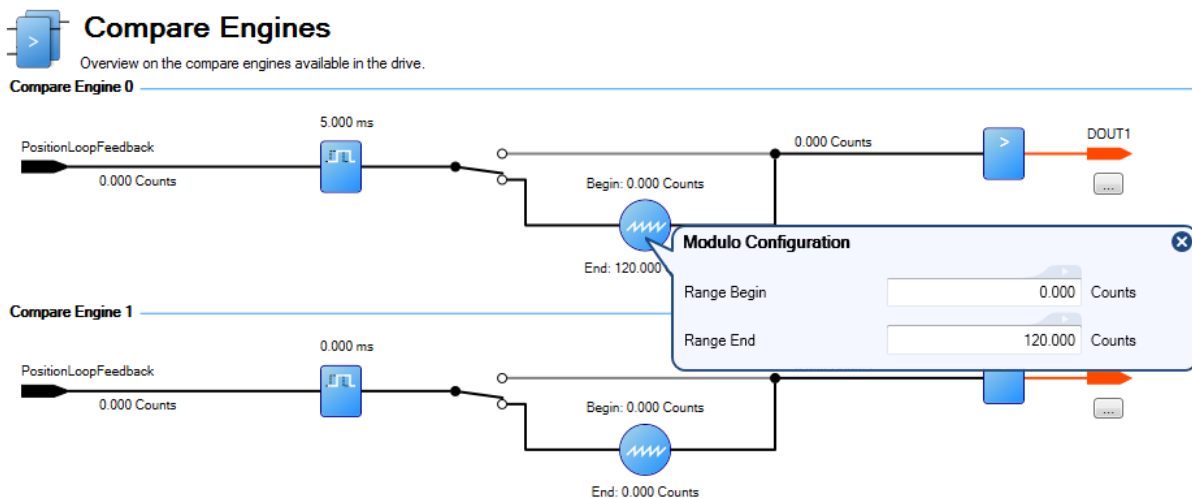 Compare Engines
Overview on the compare engines available in the drive.
Compare Engine 0
5.000 ms
PositionLoopFeedback
0.000 Counts
Begin: 0.000 Counts
End: 120.000
0.000 Counts
>
DOUT1
...
Modulo Configuration
Range Begin 0.000 Counts
Range End 120.000 Counts
Compare Engine 1
0.000 ms
PositionLoopFeedback
0.000 Counts
Begin: 0.000 Counts
End: 0.000 Counts
...